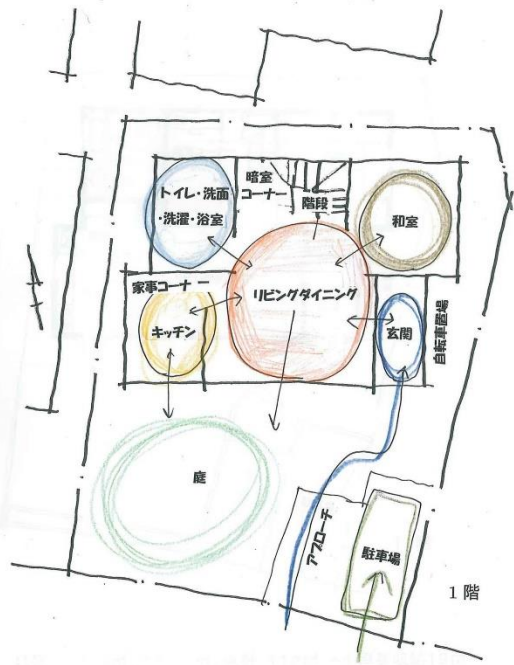 トイレ・洗面
・洗濯・浴室
暗室
コーナー
階段
和室
家事コーナー
リビングダイニング
キッチン
玄関
自転車置場
庭
アプローチ
駐車場
1階